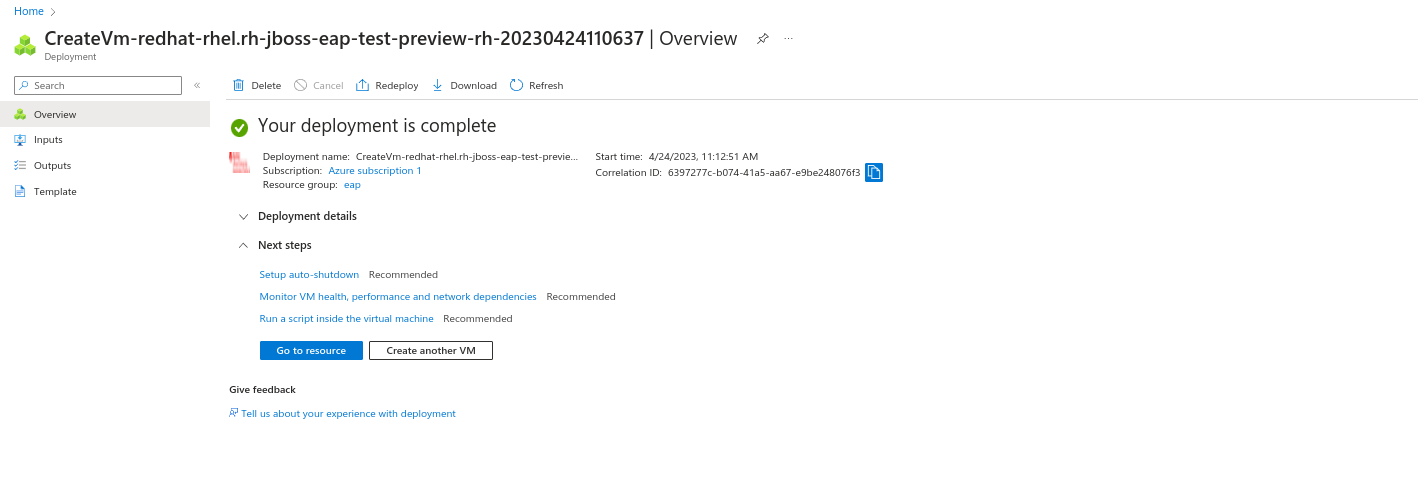 Home
CreateVm-redhat-rhel.rh-jboss-eap-test-preview-rh-20230424110637 | Overview
Deployment
Search
Overview
Inputs
Outputs
Template
Delete Cancel Redeploy Download Refresh
Your deployment is complete
Deployment name: CreateVm-redhat-rhel.rh-jboss-eap-test-previe...
Subscription: Azure subscription 1
Resource group: eap
Start time: 4/24/2023, 11:12:51 AM
Correlation ID: 6397277c-b074-41a5-aa67-e9be248076f3
Deployment details
Next steps
Setup auto-shutdown Recommended
Monitor VM health, performance and network dependencies Recommended
Run a script inside the virtual machine Recommended
Go to resource Create another VM
Give feedback
Tell us about your experience with deployment